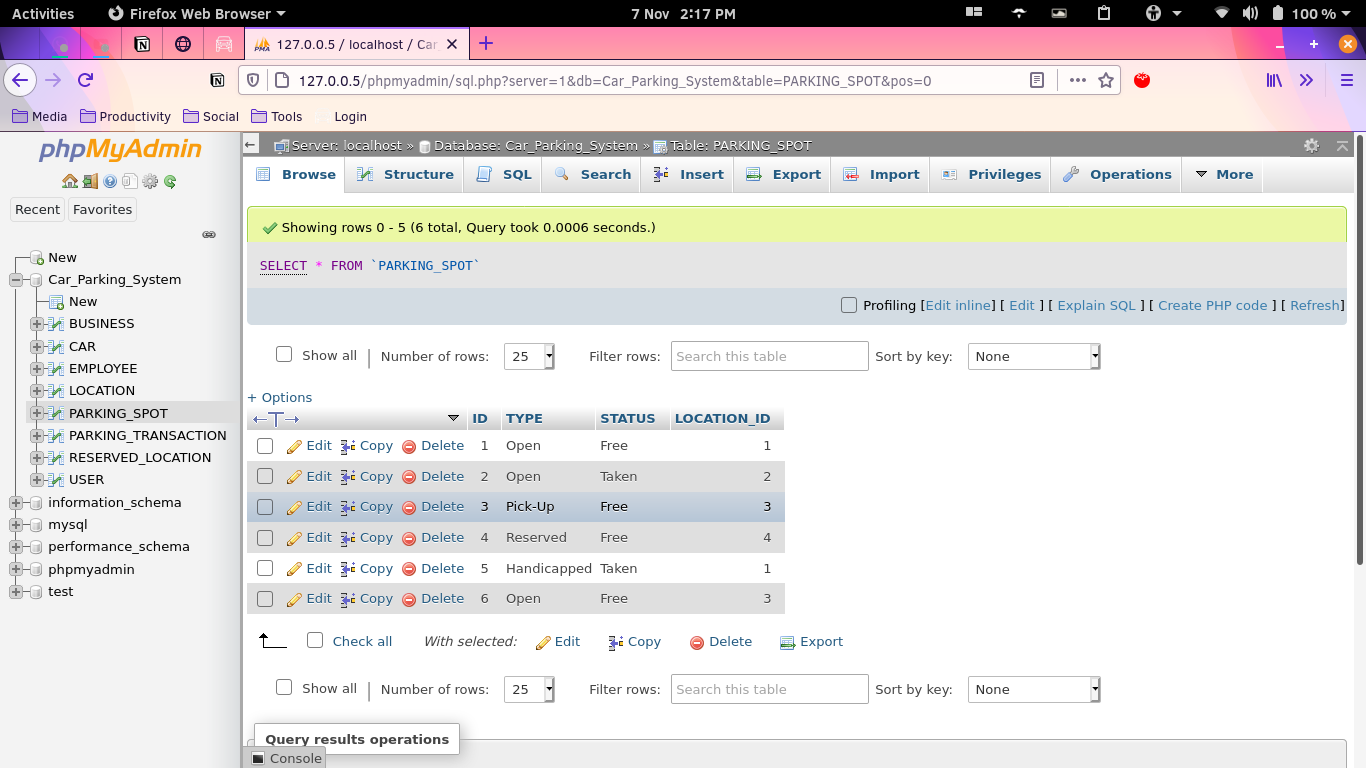 Activities Firefox Web Browser 7 Nov 2:17 PM 100 %
127.0.0.5 / localhost / Car
127.0.0.5/phpmyadmin/sql.php?server=1&db=Car_Parking_System&table=PARKING_SPOT&pos=0
Media Productivity Social Tools Login
phpMyAdmin
Recent Favorites
New
Car_Parking_System
New
BUSINESS
CAR
EMPLOYEE
LOCATION
PARKING_SPOT
PARKING_TRANSACTION
RESERVED_LOCATION
USER
information_schema
mysql
performance_schema
phpmyadmin
test
Server: localhost » Database: Car_Parking_System » Table: PARKING_SPOT
Browse Structure SQL Search Insert Export Import Privileges Operations More
Showing rows 0 - 5 (6 total, Query took 0.0006 seconds.)
SELECT * FROM `PARKING_SPOT`
Profiling [Edit inline] [ Edit ] [ Explain SQL ] [ Create PHP code ] [ Refresh]
Show all | Number of rows: 25 Filter rows: Search this table Sort by key: None
+ Options
ID TYPE STATUS LOCATION_ID
Edit Copy Delete 1 Open Free 1
Edit Copy Delete 2 Open Taken 2
Edit Copy Delete 3 Pick-Up Free 3
Edit Copy Delete 4 Reserved Free 4
Edit Copy Delete 5 Handicapped Taken 1
Edit Copy Delete 6 Open Free 3
Check all With selected: Edit Copy Delete Export
Show all | Number of rows: 25 Filter rows: Search this table Sort by key: None
Query results operations
Console